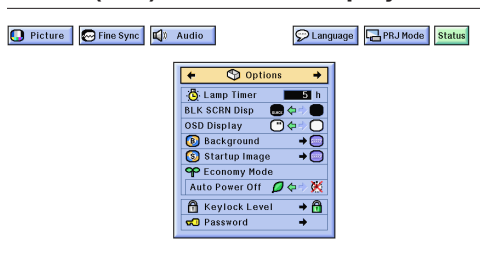 Picture Fine Sync Audio Language PRJ Mode Status
Options
Lamp Timer 5 h
BLK SCRN Disp
OSD Display
Background
Startup Image
Economy Mode
Auto Power Off
Keylock Level
Password